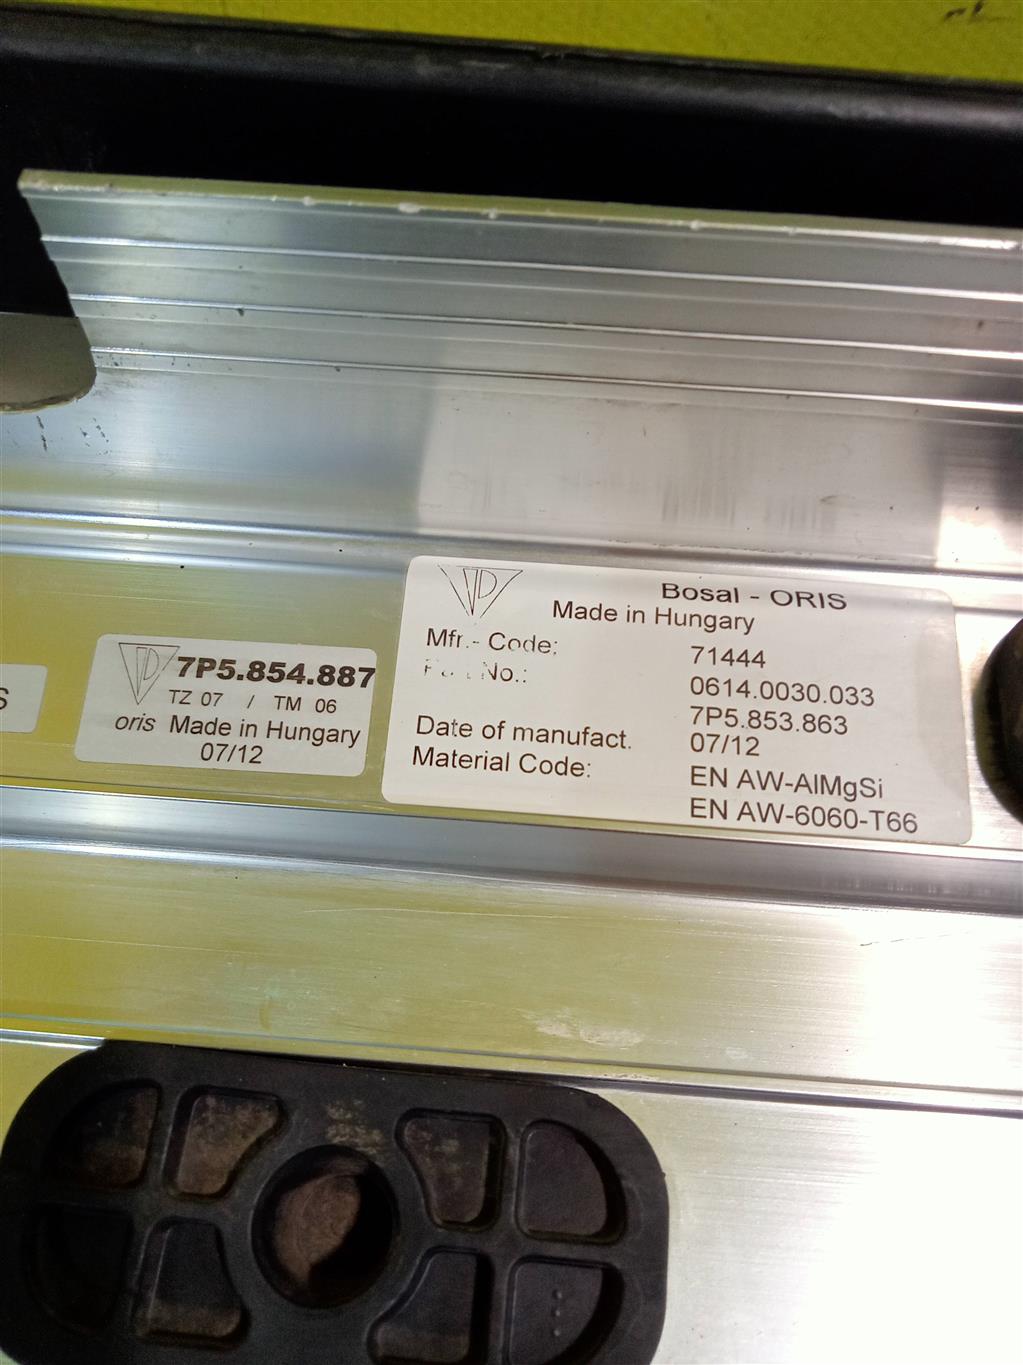 S
7P5.854.887
TZ 07 / TM 06
oris Made in Hungary
07/12
Bosal - ORIS
Made in Hungary
Mfr.- Code: 71444
No.: 0614.0030.033
7P5.853.863
Date of manufact. 07/12
Material Code: EN AW-AlMgSi
EN AW-6060-T66